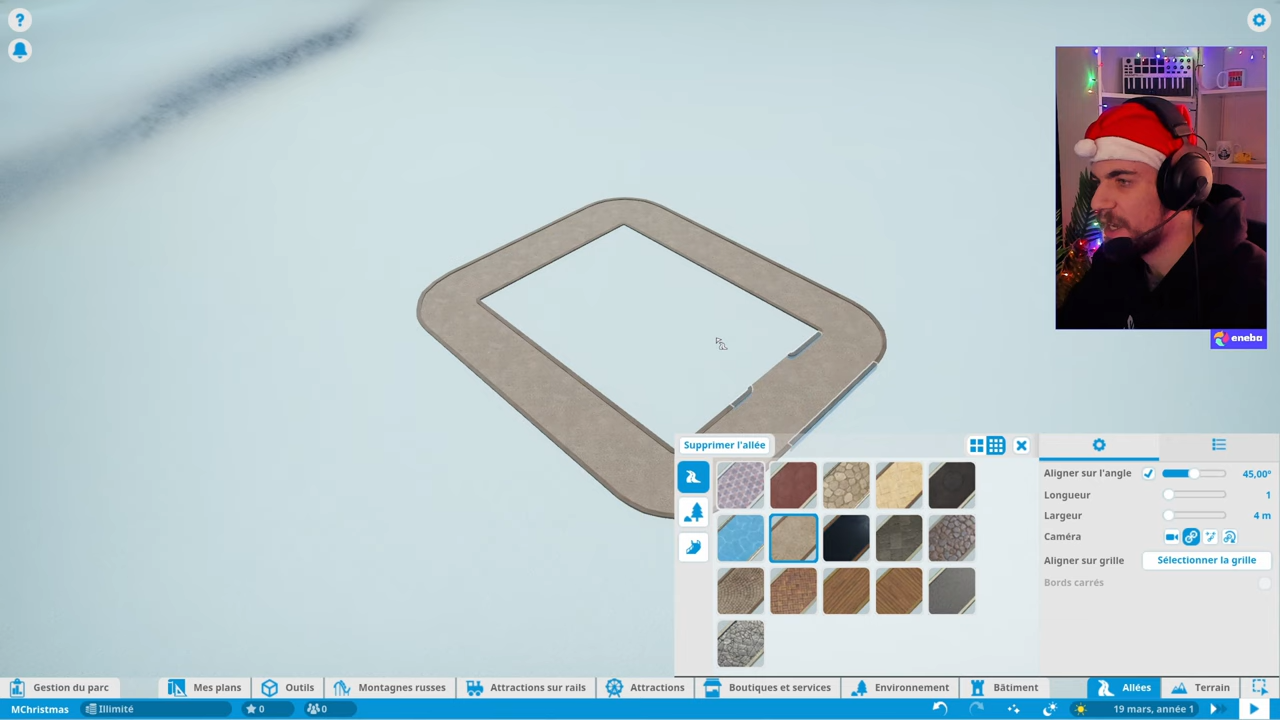 eneba
Supprimer l'allée
Aligner sur l'angle
45,00°
Longueur
1
Largeur
4 m
Caméra
Aligner sur grille
Sélectionner la grille
Bords carrés
Gestion du parc
Mes plans
Outils
Montagnes russes
Attractions sur rails
Attractions
Boutiques et services
Environnement
Bâtiment
Allées
Terrain
MChristmas
Illimité
0
0
19 mars, année 1